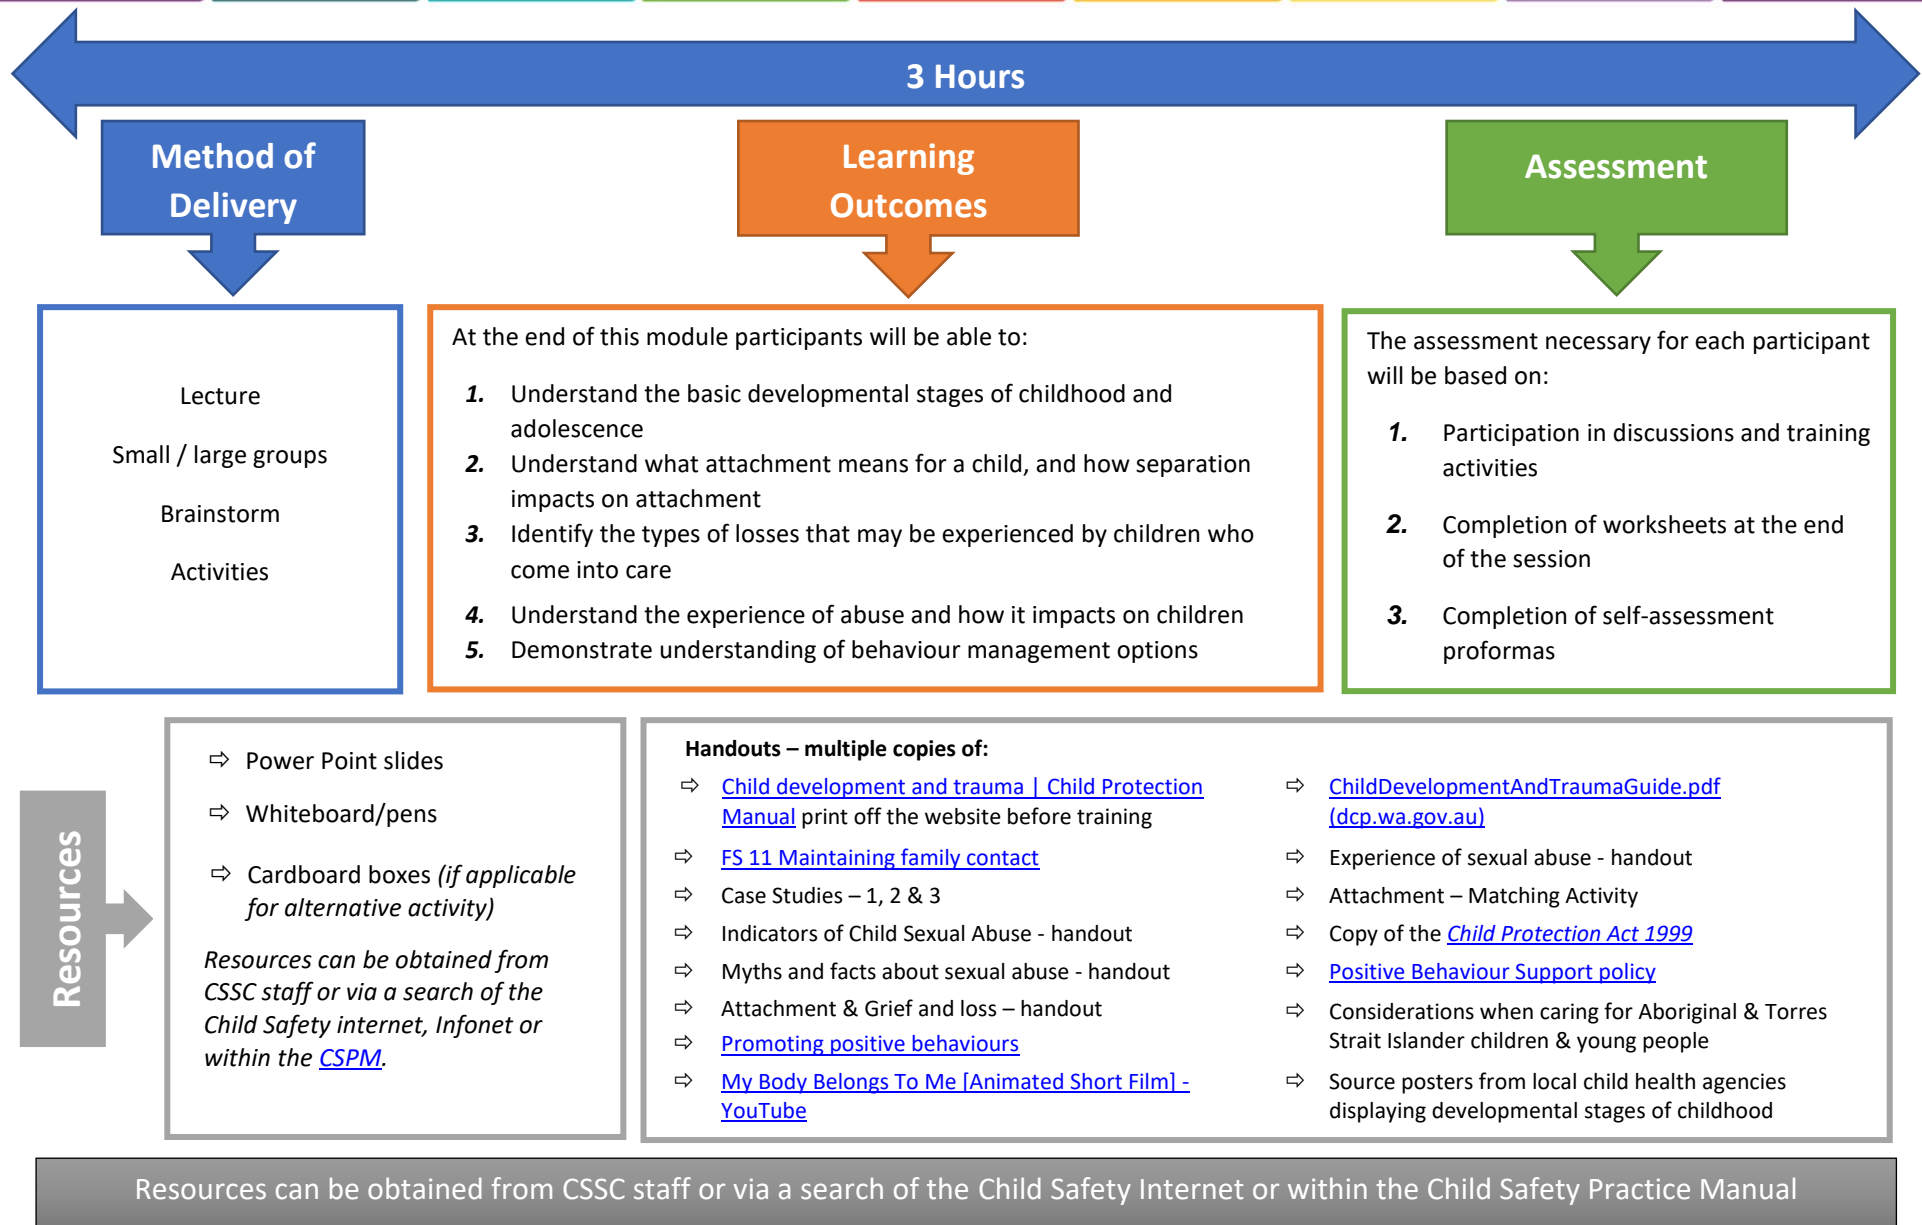 3 Hours
Method of
Delivery
Learning
Outcomes
Assessment
Lecture
Small / large groups
Brainstorm
Activities
At the end of this module participants will be able to:
1. Understand the basic developmental stages of childhood and
adolescence
2. Understand what attachment means for a child, and how separation
impacts on attachment
3. Identify the types of losses that may be experienced by children who
come into care
4. Understand the experience of abuse and how it impacts on children
5. Demonstrate understanding of behaviour management options
The assessment necessary for each participant
will be based on:
1. Participation in discussions and training
activities
2. Completion of worksheets at the end
of the session
3. Completion of self-assessment
proformas
Resources
⇨ Power Point slides
⇨ Whiteboard/pens
⇨ Cardboard boxes (if applicable
for alternative activity)
Resources can be obtained from
CSSC staff or via a search of the
Child Safety internet, Infonet or
within the CSPM.
Handouts – multiple copies of:
⇨ Child development and trauma | Child Protection
Manual print off the website before training
⇨ FS 11 Maintaining family contact
⇨ Case Studies – 1, 2 & 3
⇨ Indicators of Child Sexual Abuse - handout
⇨ Myths and facts about sexual abuse - handout
⇨ Attachment & Grief and loss – handout
⇨ Promoting positive behaviours
⇨ My Body Belongs To Me [Animated Short Film] -
YouTube
⇨ ChildDevelopmentAndTraumaGuide.pdf
(dcp.wa.gov.au)
⇨ Experience of sexual abuse - handout
⇨ Attachment – Matching Activity
⇨ Copy of the Child Protection Act 1999
⇨ Positive Behaviour Support policy
⇨ Considerations when caring for Aboriginal & Torres
Strait Islander children & young people
⇨ Source posters from local child health agencies
displaying developmental stages of childhood
Resources can be obtained from CSSC staff or via a search of the Child Safety Internet or within the Child Safety Practice Manual